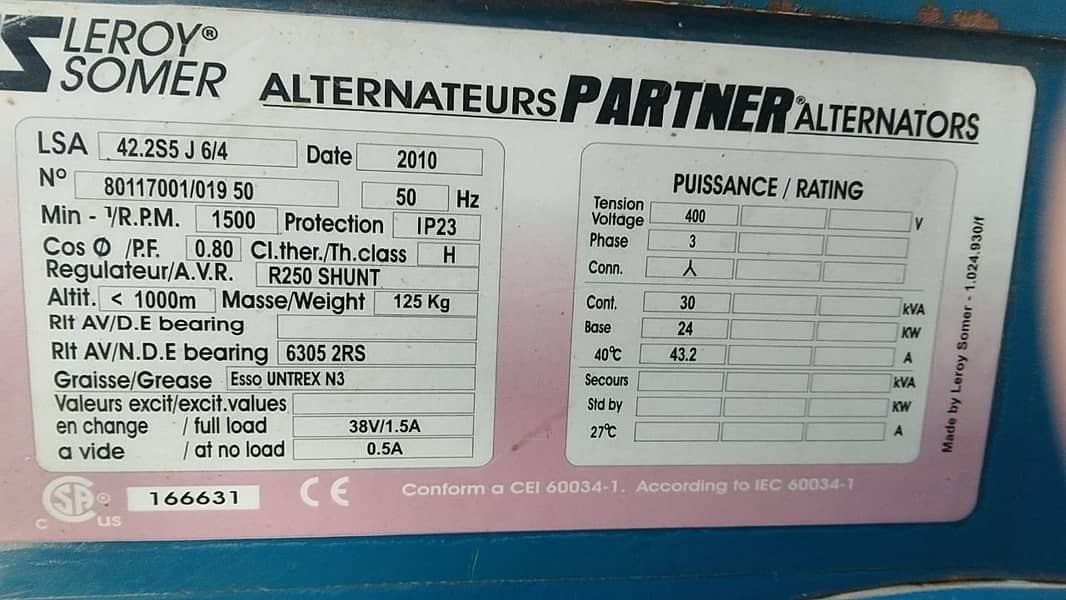 LEROY®
SOMER
ALTERNATEURS PARTNER® ALTERNATORS
LSA 42.2S5 J 6/4 Date 2010
N° 80117001/019 50 50 Hz
Min - 1/R.P.M. 1500 Protection IP23
Cos Ø /P.F. 0.80 Cl.ther./Th.class H
Regulateur/A.V.R. R250 SHUNT
Altit. < 1000m Masse/Weight 125 Kg
Rlt AV/D.E bearing
Rlt AV/N.D.E bearing 6305 2RS
Graisse/Grease Esso UNTREX N3
Valeurs excit/excit.values
en change / full load 38V/1.5A
a vide / at no load 0.5A
PUISSANCE / RATING
Tension
Voltage 400 V
Phase 3
Conn.
Cont. 30 kVA
Base 24 KW
40°C 43.2 A
Secours kVA
Std by KW
27°C A
Made by Leroy Somer - 1.024.930/f
C SA® US 166631 CE Conform a CEI 60034-1. According to IEC 60034-1